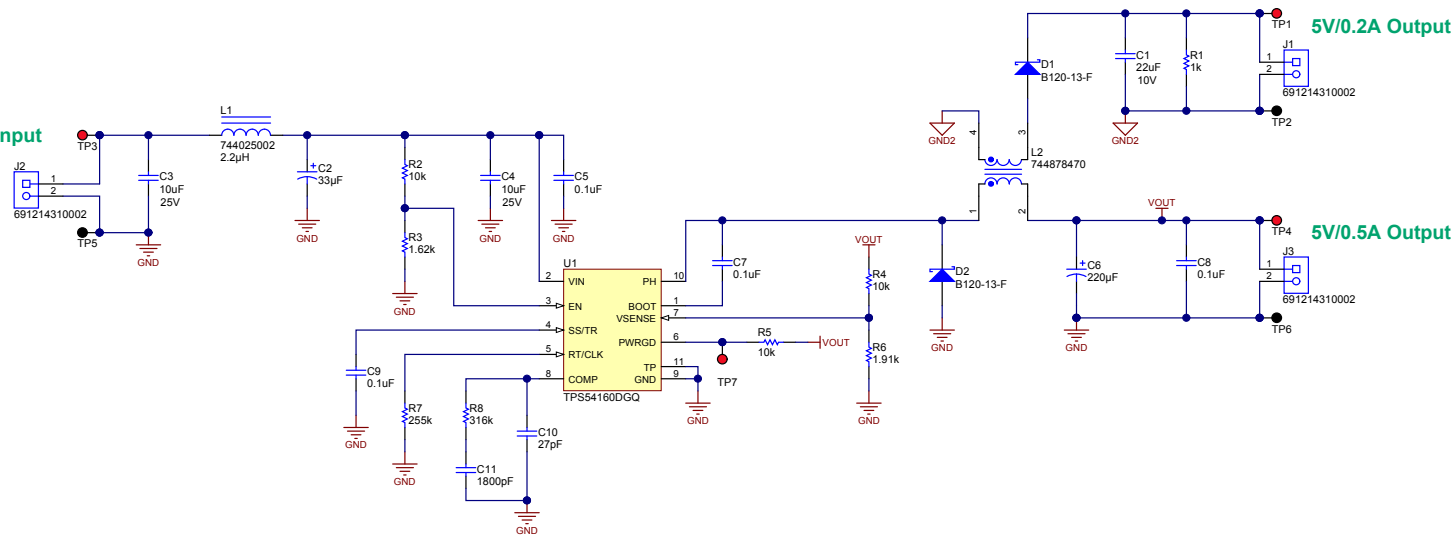 5V/0.2A Output
TP1
J1
1
2
691214310002
TP2
C1
22uF
10V
R1
1k
D1
B120-13-F
GND2
GND2
4
3
L2
744878470
1
2
nput
TP3
J2
1
2
691214310002
TP5
C3
10uF
25V
GND
L1
744025002
2.2µH
+
C2
33µF
GND
R2
10k
R3
1.62k
GND
C4
10uF
25V
GND
C5
0.1uF
GND
U1
2
VIN
3
EN
4
SS/TR
5
RT/CLK
8
COMP
PH
10
BOOT
1
VSENSE
7
PWRGD
6
TP
11
GND
9
TPS54160DGQ
GND
C7
0.1uF
VOUT
R4
10k
R6
1.91k
GND
R5
10k
VOUT
TP7
D2
B120-13-F
GND
+
C6
220µF
GND
VOUT
C8
0.1uF
TP4
5V/0.5A Output
J3
1
2
691214310002
TP6
C9
0.1uF
GND
R7
255k
GND
R8
316k
C10
27pF
C11
1800pF
GND